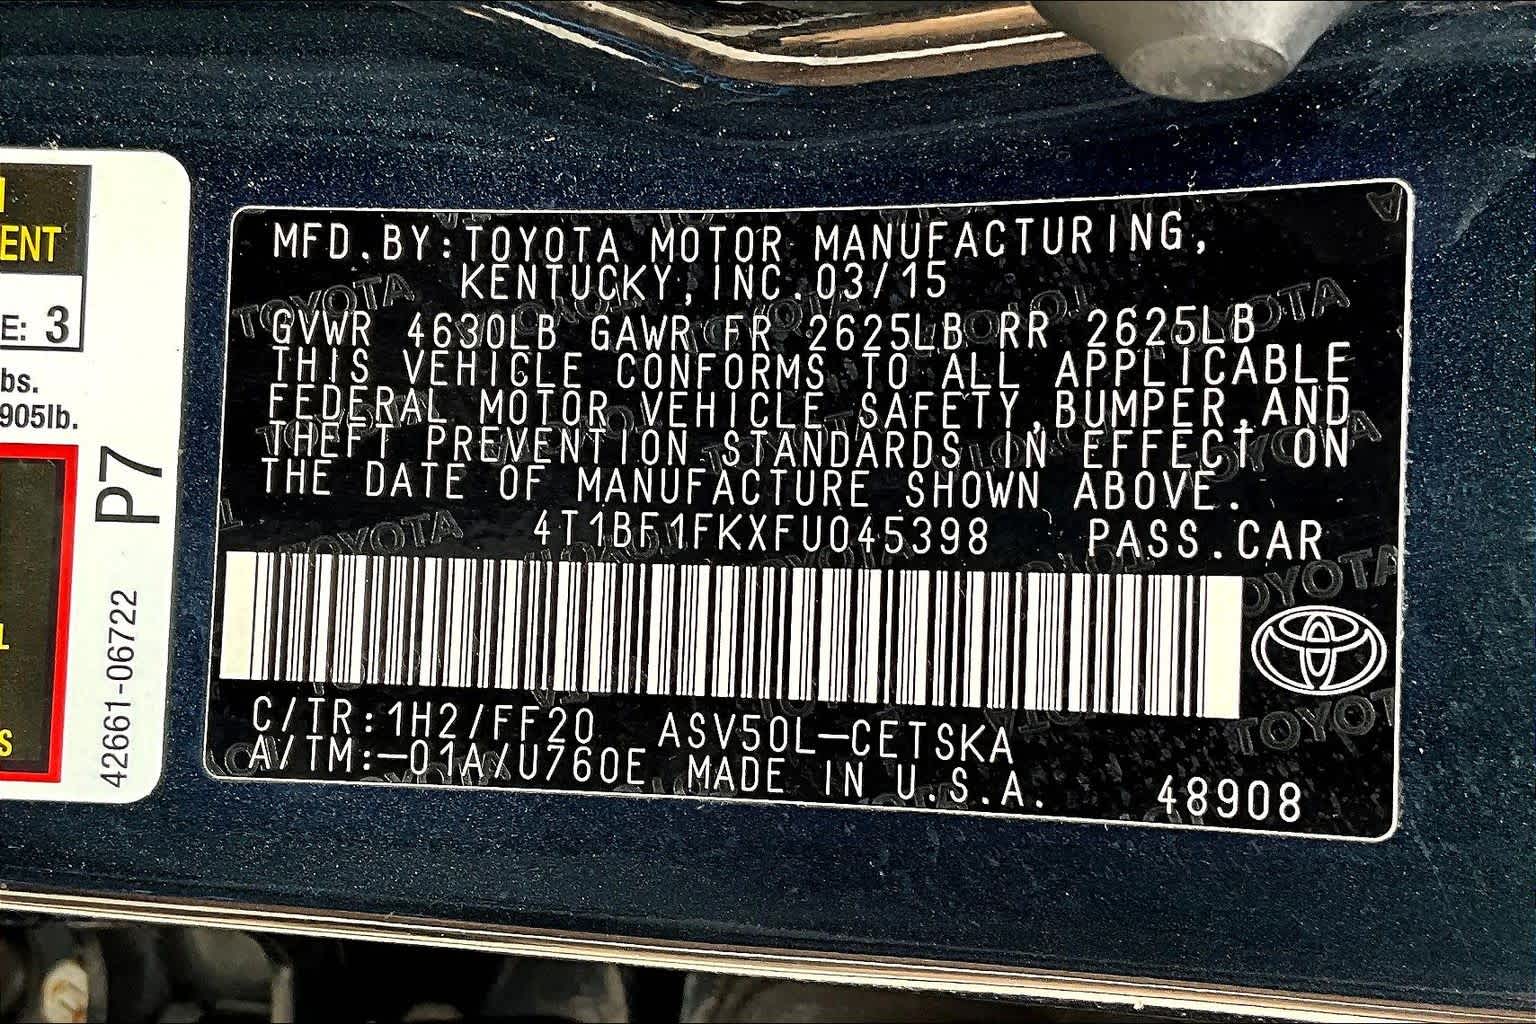 ENT
E: 3
bs.
905lb.
L
S
P7
42661-06722
MFD.BY:TOYOTA MOTOR MANUFACTURING,
KENTUCKY,INC.03/15
GVWR 4630LB GAWR FR 2625LB RR 2625LB
THIS VEHICLE CONFORMS TO ALL APPLICABLE
FEDERAL MOTOR VEHICLE SAFETY,BUMPER,AND
THEFT PREVENTION STANDARDS IN EFFECT ON
THE DATE OF MANUFACTURE SHOWN ABOVE.
4T1BF1FKXFU045398 PASS.CAR
C/TR:1H2/FF20 ASV50L-CETSKA
A/TM:-01A/U760E MADE IN U.S.A. 48908
TOYOTA